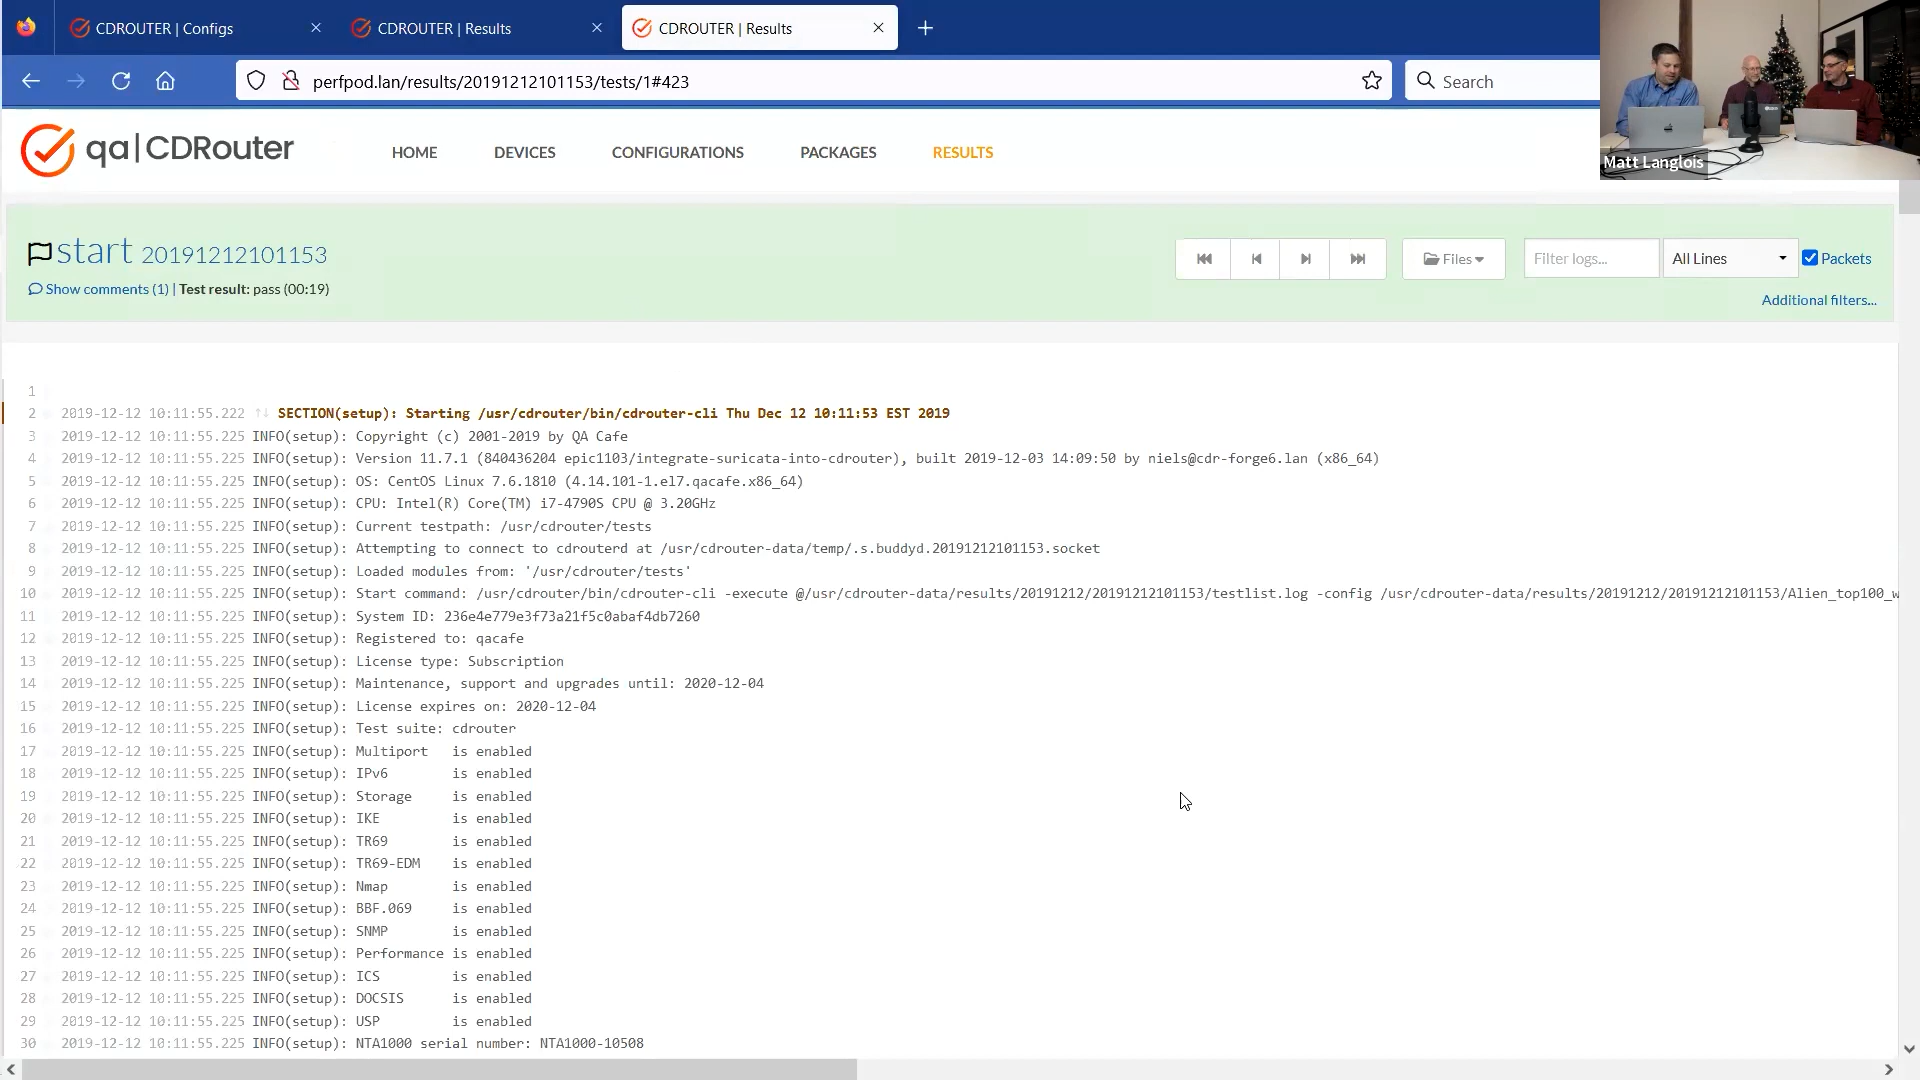 CDROUTER | Configs
CDROUTER | Results
CDROUTER | Results
perfpod.lan/results/20191212101153/tests/1#423
Search
Matt Langlois
qa|CDRouter
HOME
DEVICES
CONFIGURATIONS
PACKAGES
RESULTS
start 20191212101153
Show comments (1) | Test result: pass (00:19)
Files
Filter logs...
All Lines
Packets
Additional filters...
1
2 2019-12-12 10:11:55.222 SECTION(setup): Starting /usr/cdrouter/bin/cdrouter-cli Thu Dec 12 10:11:53 EST 2019
3 2019-12-12 10:11:55.225 INFO(setup): Copyright (c) 2001-2019 by QA Cafe
4 2019-12-12 10:11:55.225 INFO(setup): Version 11.7.1 (840436204 epic1103/integrate-suricata-into-cdrouter), built 2019-12-03 14:09:50 by niels@cdr-forge6.lan (x86_64)
5 2019-12-12 10:11:55.225 INFO(setup): OS: CentOS Linux 7.6.1810 (4.14.101-1.el7.qacafe.x86_64)
6 2019-12-12 10:11:55.225 INFO(setup): CPU: Intel(R) Core(TM) i7-4790S CPU @ 3.20GHz
7 2019-12-12 10:11:55.225 INFO(setup): Current testpath: /usr/cdrouter/tests
8 2019-12-12 10:11:55.225 INFO(setup): Attempting to connect to cdrouterd at /usr/cdrouter-data/temp/.s.buddyd.20191212101153.socket
9 2019-12-12 10:11:55.225 INFO(setup): Loaded modules from: '/usr/cdrouter/tests'
10 2019-12-12 10:11:55.225 INFO(setup): Start command: /usr/cdrouter/bin/cdrouter-cli -execute @/usr/cdrouter-data/results/20191212/20191212101153/testlist.log -config /usr/cdrouter-data/results/20191212/20191212101153/Alien_top100_w
11 2019-12-12 10:11:55.225 INFO(setup): System ID: 236e4e779e3f73a21f5c0abaf4db7260
12 2019-12-12 10:11:55.225 INFO(setup): Registered to: qacafe
13 2019-12-12 10:11:55.225 INFO(setup): License type: Subscription
14 2019-12-12 10:11:55.225 INFO(setup): Maintenance, support and upgrades until: 2020-12-04
15 2019-12-12 10:11:55.225 INFO(setup): License expires on: 2020-12-04
16 2019-12-12 10:11:55.225 INFO(setup): Test suite: cdrouter
17 2019-12-12 10:11:55.225 INFO(setup): Multiport is enabled
18 2019-12-12 10:11:55.225 INFO(setup): IPv6 is enabled
19 2019-12-12 10:11:55.225 INFO(setup): Storage is enabled
20 2019-12-12 10:11:55.225 INFO(setup): IKE is enabled
21 2019-12-12 10:11:55.225 INFO(setup): TR69 is enabled
22 2019-12-12 10:11:55.225 INFO(setup): TR69-EDM is enabled
23 2019-12-12 10:11:55.225 INFO(setup): Nmap is enabled
24 2019-12-12 10:11:55.225 INFO(setup): BBF.069 is enabled
25 2019-12-12 10:11:55.225 INFO(setup): SNMP is enabled
26 2019-12-12 10:11:55.225 INFO(setup): Performance is enabled
27 2019-12-12 10:11:55.225 INFO(setup): ICS is enabled
28 2019-12-12 10:11:55.225 INFO(setup): DOCSIS is enabled
29 2019-12-12 10:11:55.225 INFO(setup): USP is enabled
30 2019-12-12 10:11:55.225 INFO(setup): NTA1000 serial number: NTA1000-10508